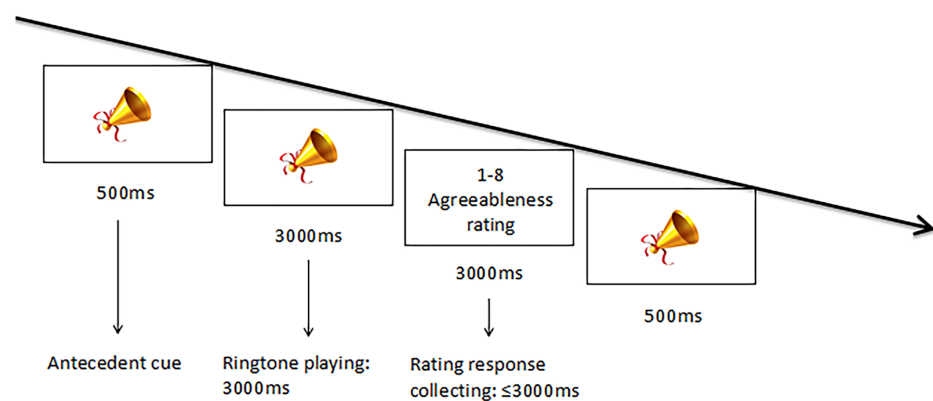 500ms
3000ms
1-8
Agreeableness
rating
3000ms
500ms
Antecedent cue
Ringtone playing:
3000ms
Rating response
collecting: ≤3000ms